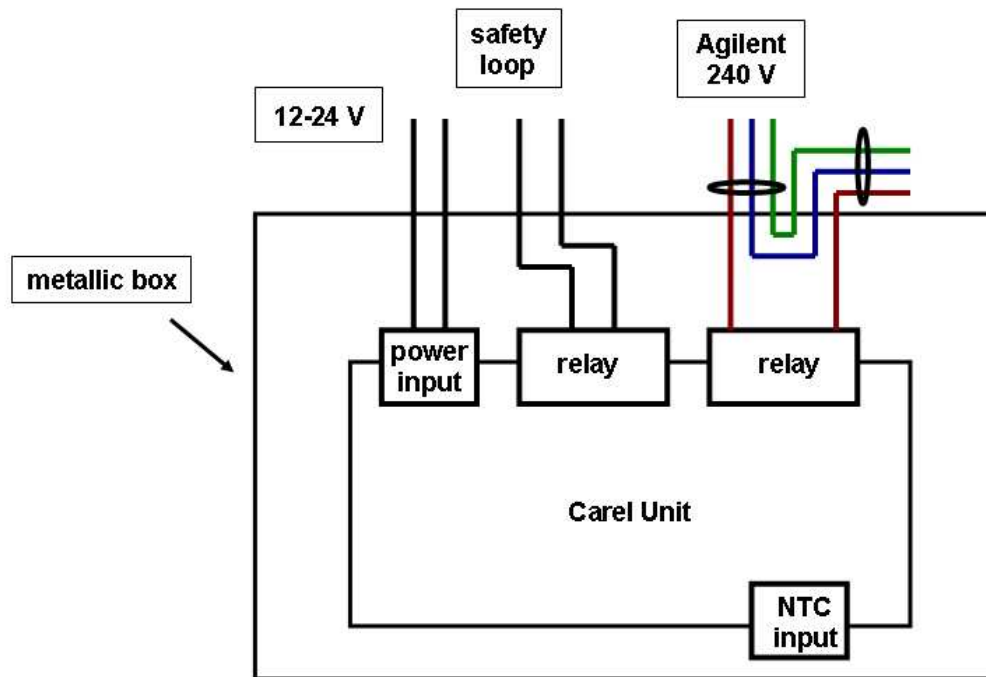 safety
loop
Agilent
240 V
12-24 V
metallic box
power
input
relay
relay
Carel Unit
NTC
input